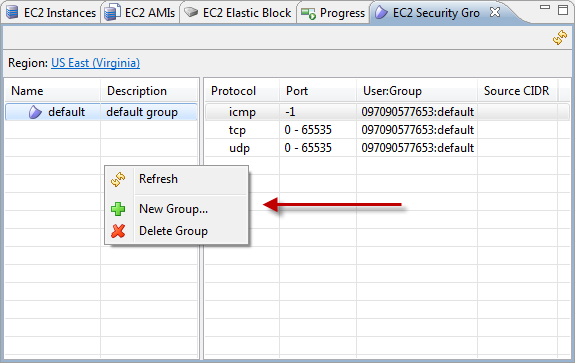 EC2 Instances EC2 AMIs EC2 Elastic Block Progress EC2 Security Gro
Region: US East (Virginia)
Name Description Protocol Port User:Group Source CIDR
default default group icmp -1 097090577653:default
tcp 0 - 65535 097090577653:default
udp 0 - 65535 097090577653:default
Refresh
New Group...
Delete Group